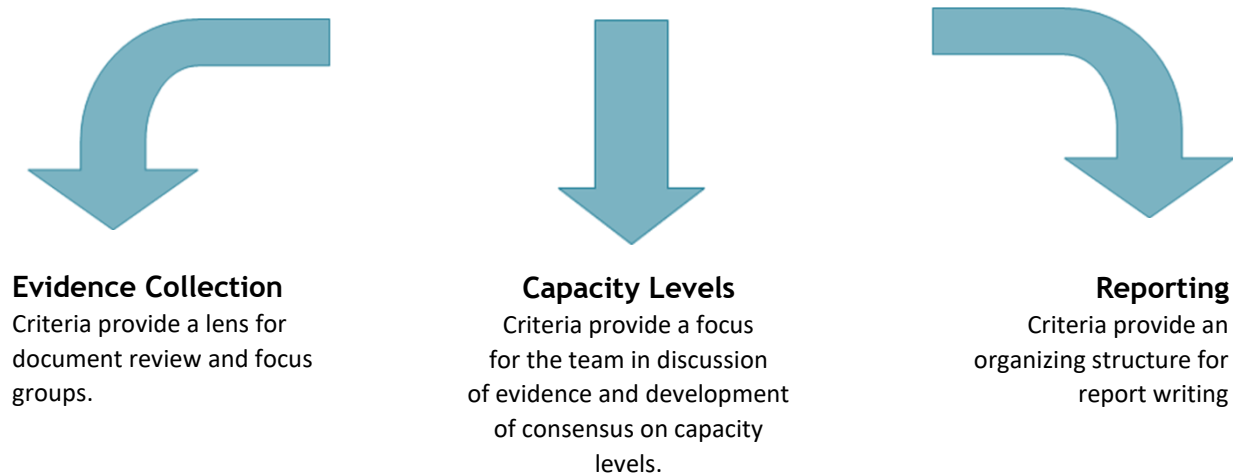 Evidence Collection
Criteria provide a lens for
document review and focus
groups.
Capacity Levels
Criteria provide a focus
for the team in discussion
of evidence and development
of consensus on capacity
levels.
Reporting
Criteria provide an
organizing structure for
report writing